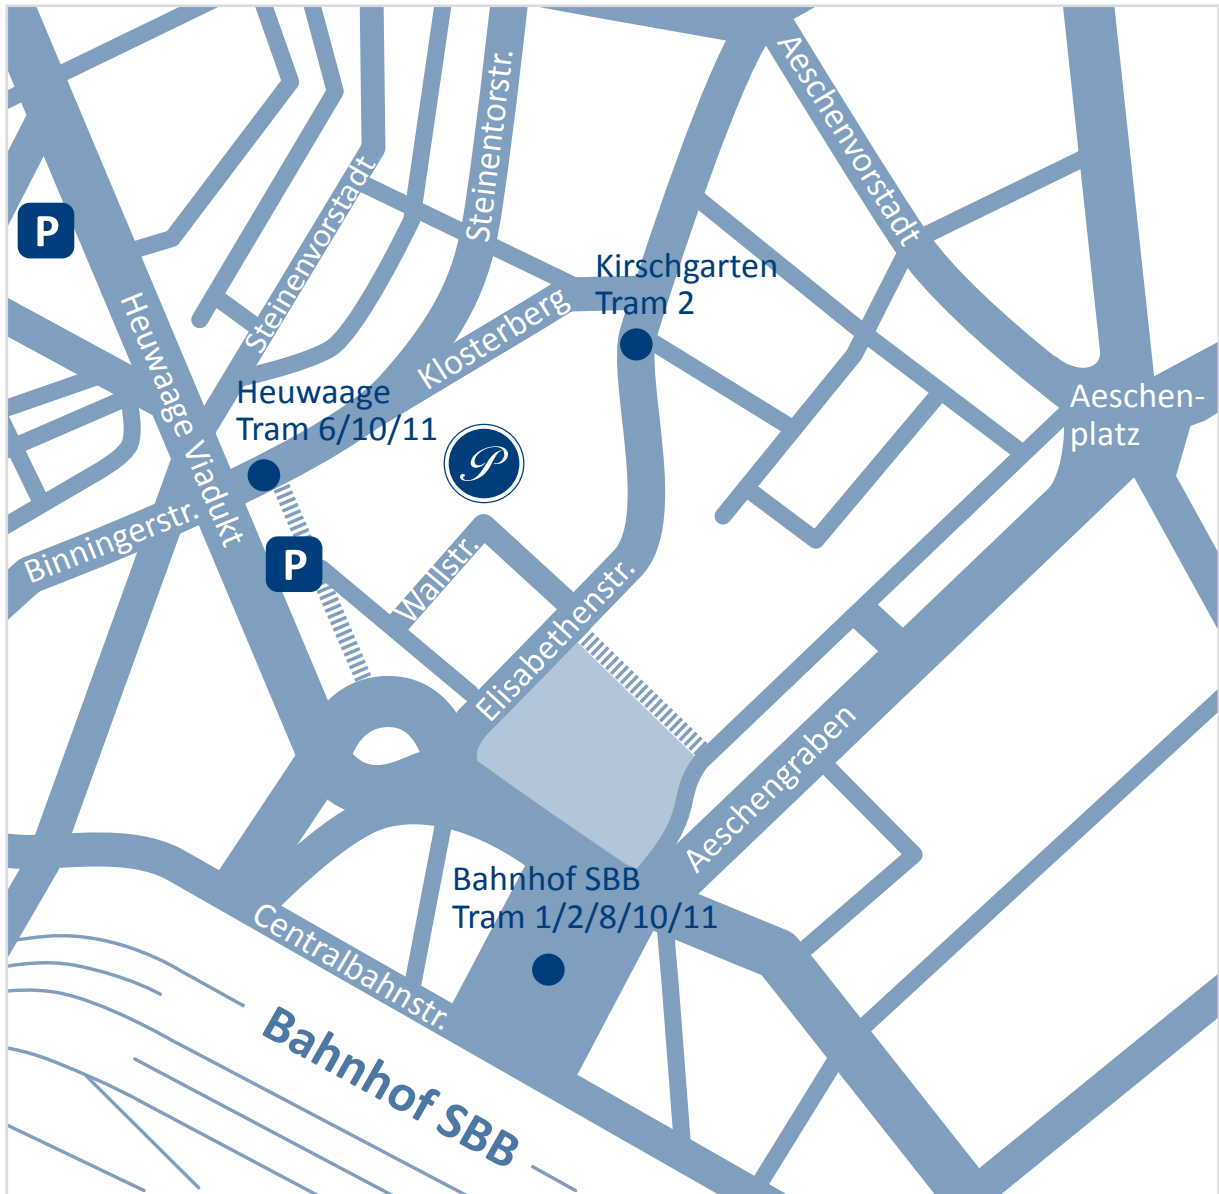 Aeschenvorstadt
Steinentorstr.
Steinenvorstadt
P
Kirschgarten
Tram 2
Heuwaage Viadukt
Klosterberg
Heuwaage
Tram 6/10/11
Aeschen-
platz
P
Binningerstr.
P
Wallstr.
Elisabethenstr.
Aeschengraben
Bahnhof SBB
Tram 1/2/8/10/11
Centralbahnstr.
Bahnhof SBB